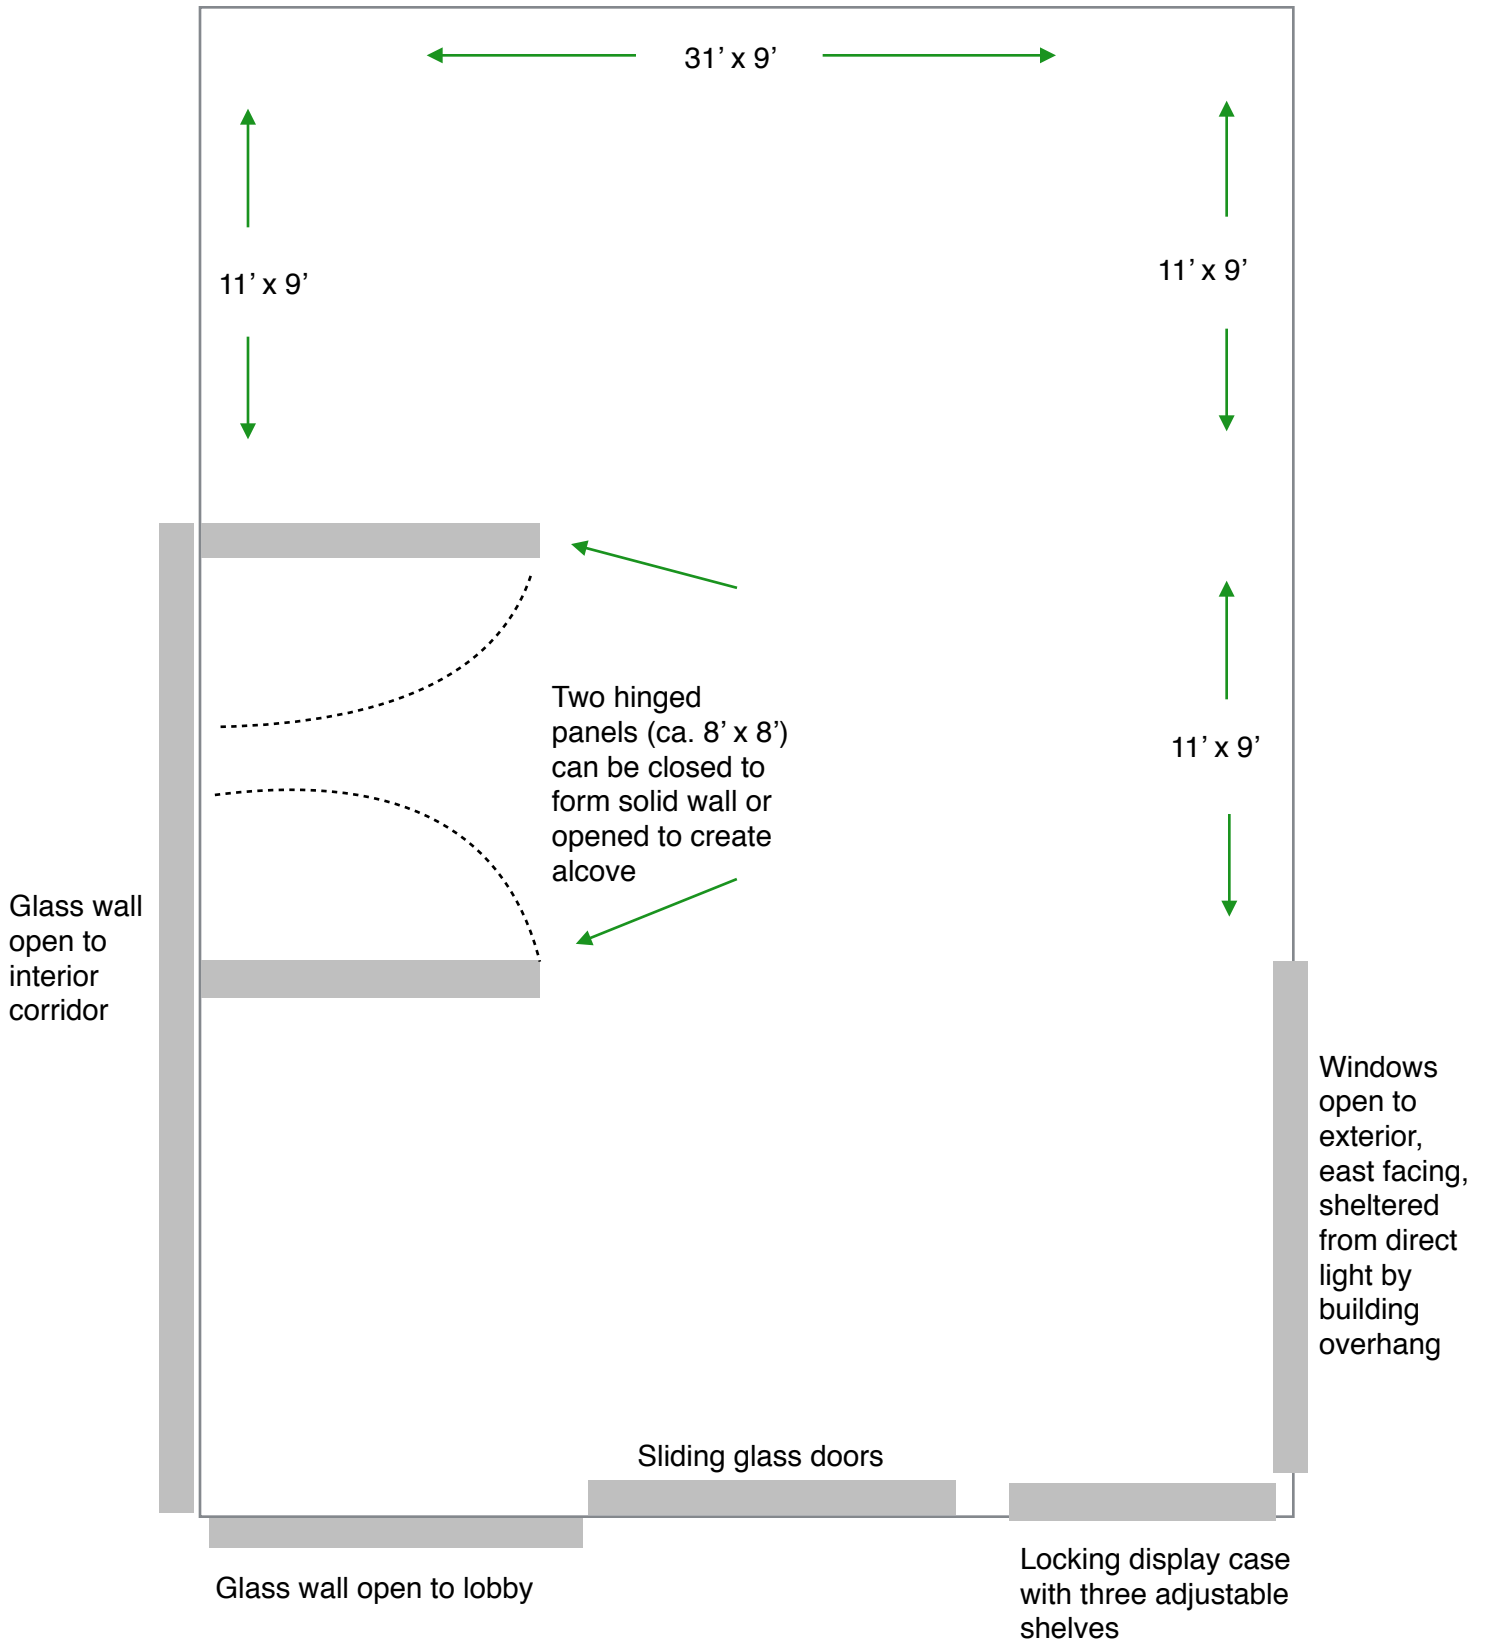 31’ x 9’
11’ x 9’
11’ x 9’
Two hinged
panels (ca. 8’ x 8’)
can be closed to
form solid wall or
opened to create
alcove
11’ x 9’
Glass wall
open to
interior
corridor
Windows
open to
exterior,
east facing,
sheltered
from direct
light by
building
overhang
Sliding glass doors
Glass wall open to lobby
Locking display case
with three adjustable
shelves